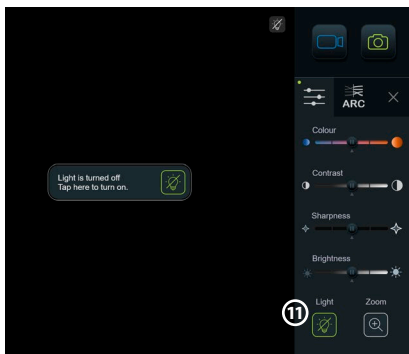 ARC
Colour
Contrast
Light is turned off
Tap here to turn on.
Sharpness
Brightness
Light
Zoom
11